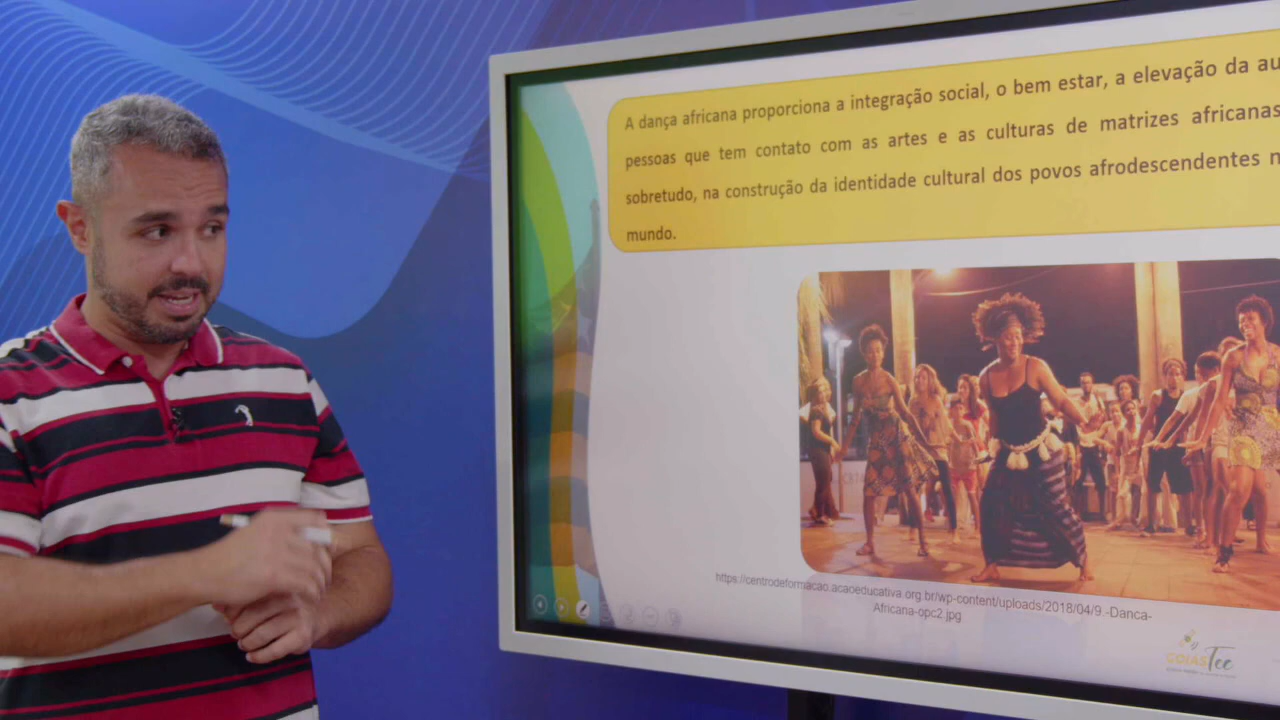 A dança africana proporciona a integração social, o bem estar, a elevação da au
pessoas que tem contato com as artes e as culturas de matrizes africanas
sobretudo, na construção da identidade cultural dos povos afrodescendentes n
mundo.
https://centrodeformacao.acaoeducativa.org.br/wp-content/uploads/2018/04/9.-Danca-
Africana-opc2.jpg
GOIÁS Tec